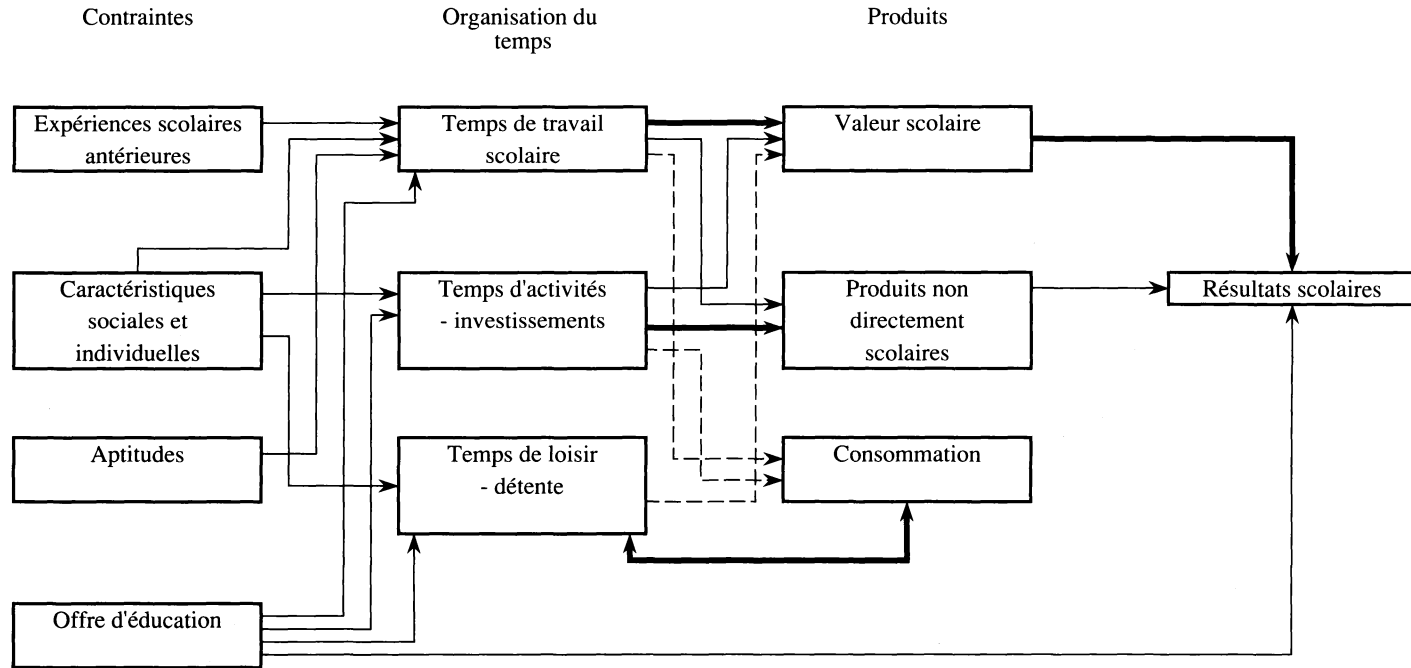 Contraintes
Organisation du
temps
Produits
Expériences scolaires
antérieures
Temps de travail
scolaire
Valeur scolaire
Caractéristiques
sociales et
individuelles
Temps d'activités
- investissements
Produits non
directement
scolaires
Résultats scolaires
Aptitudes
Temps de loisir
- détente
Consommation
Offre d'éducation